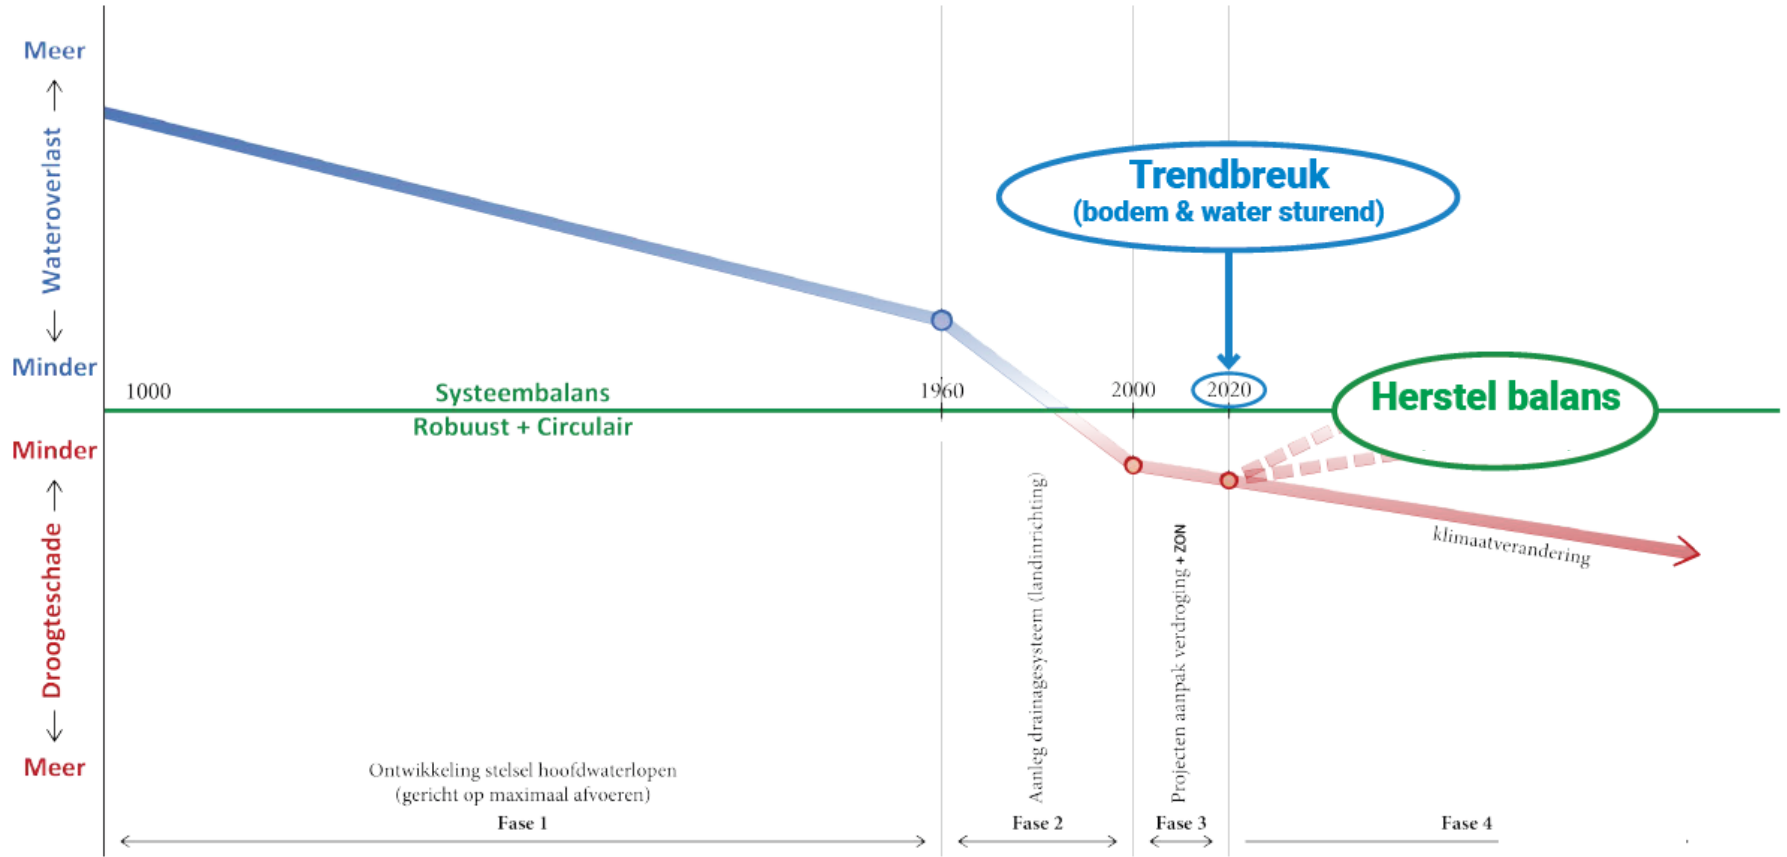 Meer
Wateroverlast
Minder
Minder
Droogteschade
Meer
1000
Systeembalans
Robuust + Circulair
1960
2000
2020
Trendbreuk
(bodem & water sturend)
Herstel balans
klimaatverandering
Aanleg drainagesysteem (landinrichting)
Projecten aanpak verdroging + ZON
Ontwikkeling stelsel hoofdwaterlopen
(gericht op maximaal afvoeren)
Fase 1
Fase 2
Fase 3
Fase 4